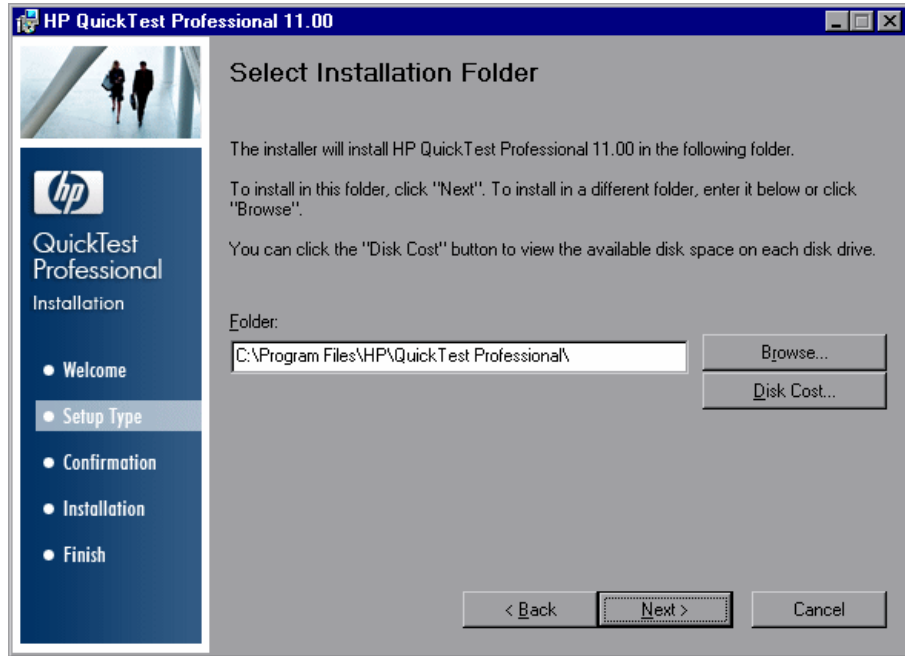 HP QuickTest Professional 11.00
Select Installation Folder
The installer will install HP QuickTest Professional 11.00 in the following folder.
To install in this folder, click "Next". To install in a different folder, enter it below or click
"Browse".
You can click the "Disk Cost" button to view the available disk space on each disk drive.
hp
QuickTest
Professional
Installation
Welcome
Setup Type
Confirmation
Installation
Finish
Folder:
C:\Program Files\HP\QuickTest Professional\
Browse...
Disk Cost...
< Back
Next >
Cancel